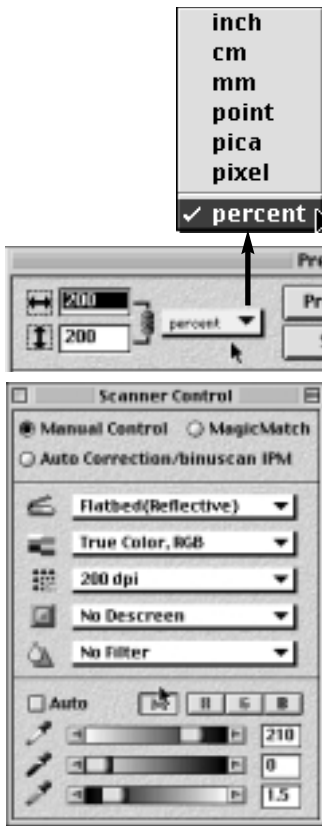 inch
cm
mm
point
pica
pixel
✓ percent
Pre
200
percent
Pr
200
S
Scanner Control
Manual Control MagicMatch
Auto Correction/binuscan IPM
Flatbed(Reflective)
True Color, RGB
200 dpi
No Descreen
No Filter
Auto R G B
210
0
1.5